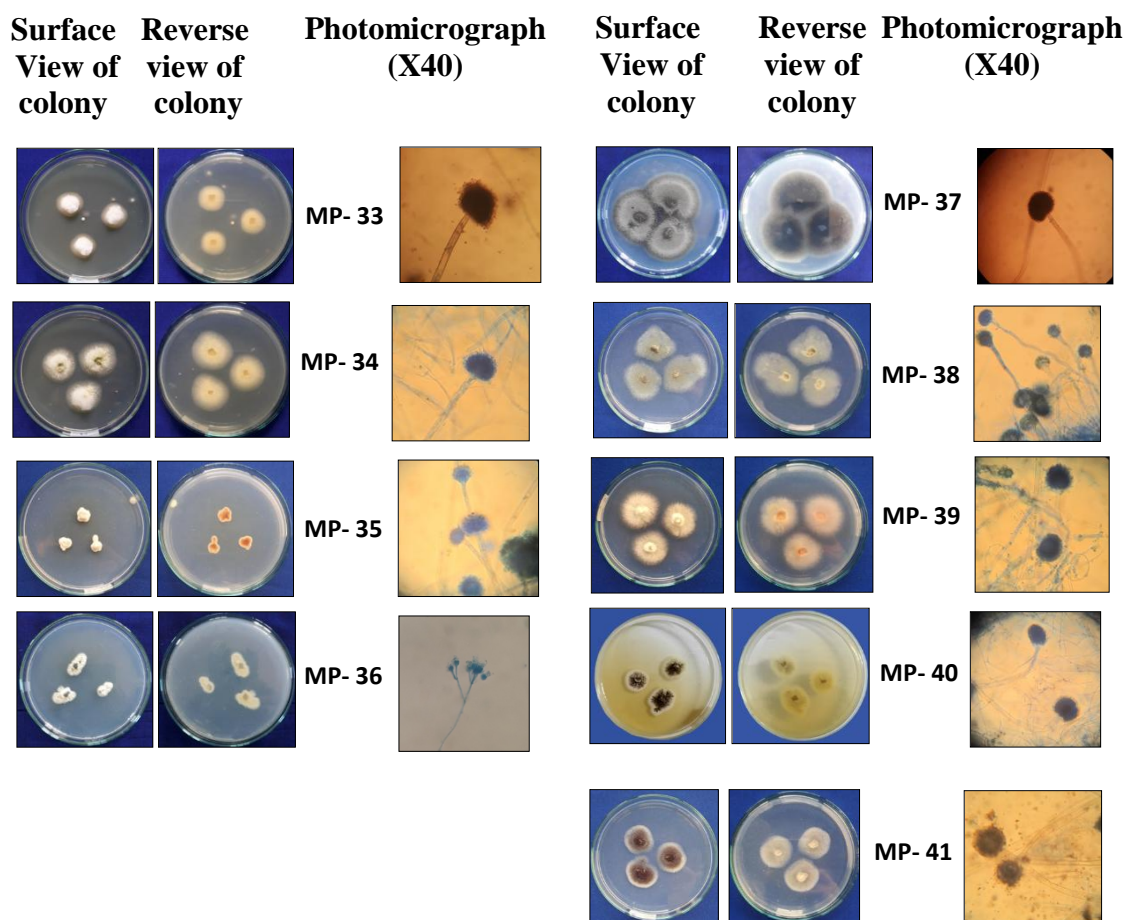 Surface
View of
colony
Reverse
view of
colony
Photomicrograph
(X40)
MP- 33
MP- 34
MP- 35
MP- 36
Surface
View of
colony
Reverse
view of
colony
Photomicrograph
(X40)
MP- 37
MP- 38
MP- 39
MP- 40
MP- 41